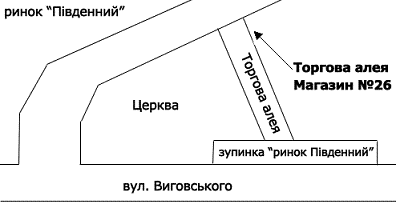 ринок “Південний”
Торгова алея
Магазин №26
Торгова алея
Церква
зупинка “ринок Південний”
вул. Виговського